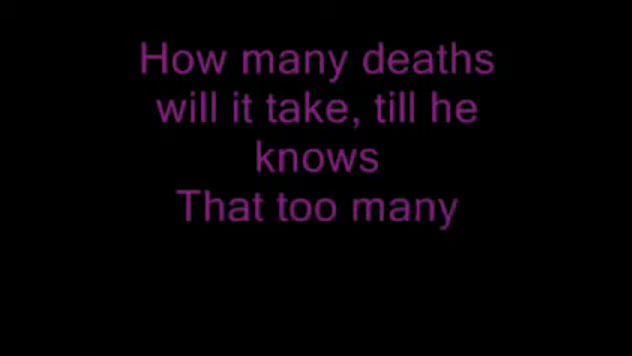 How many deaths
will it take, till he
knows
That too many